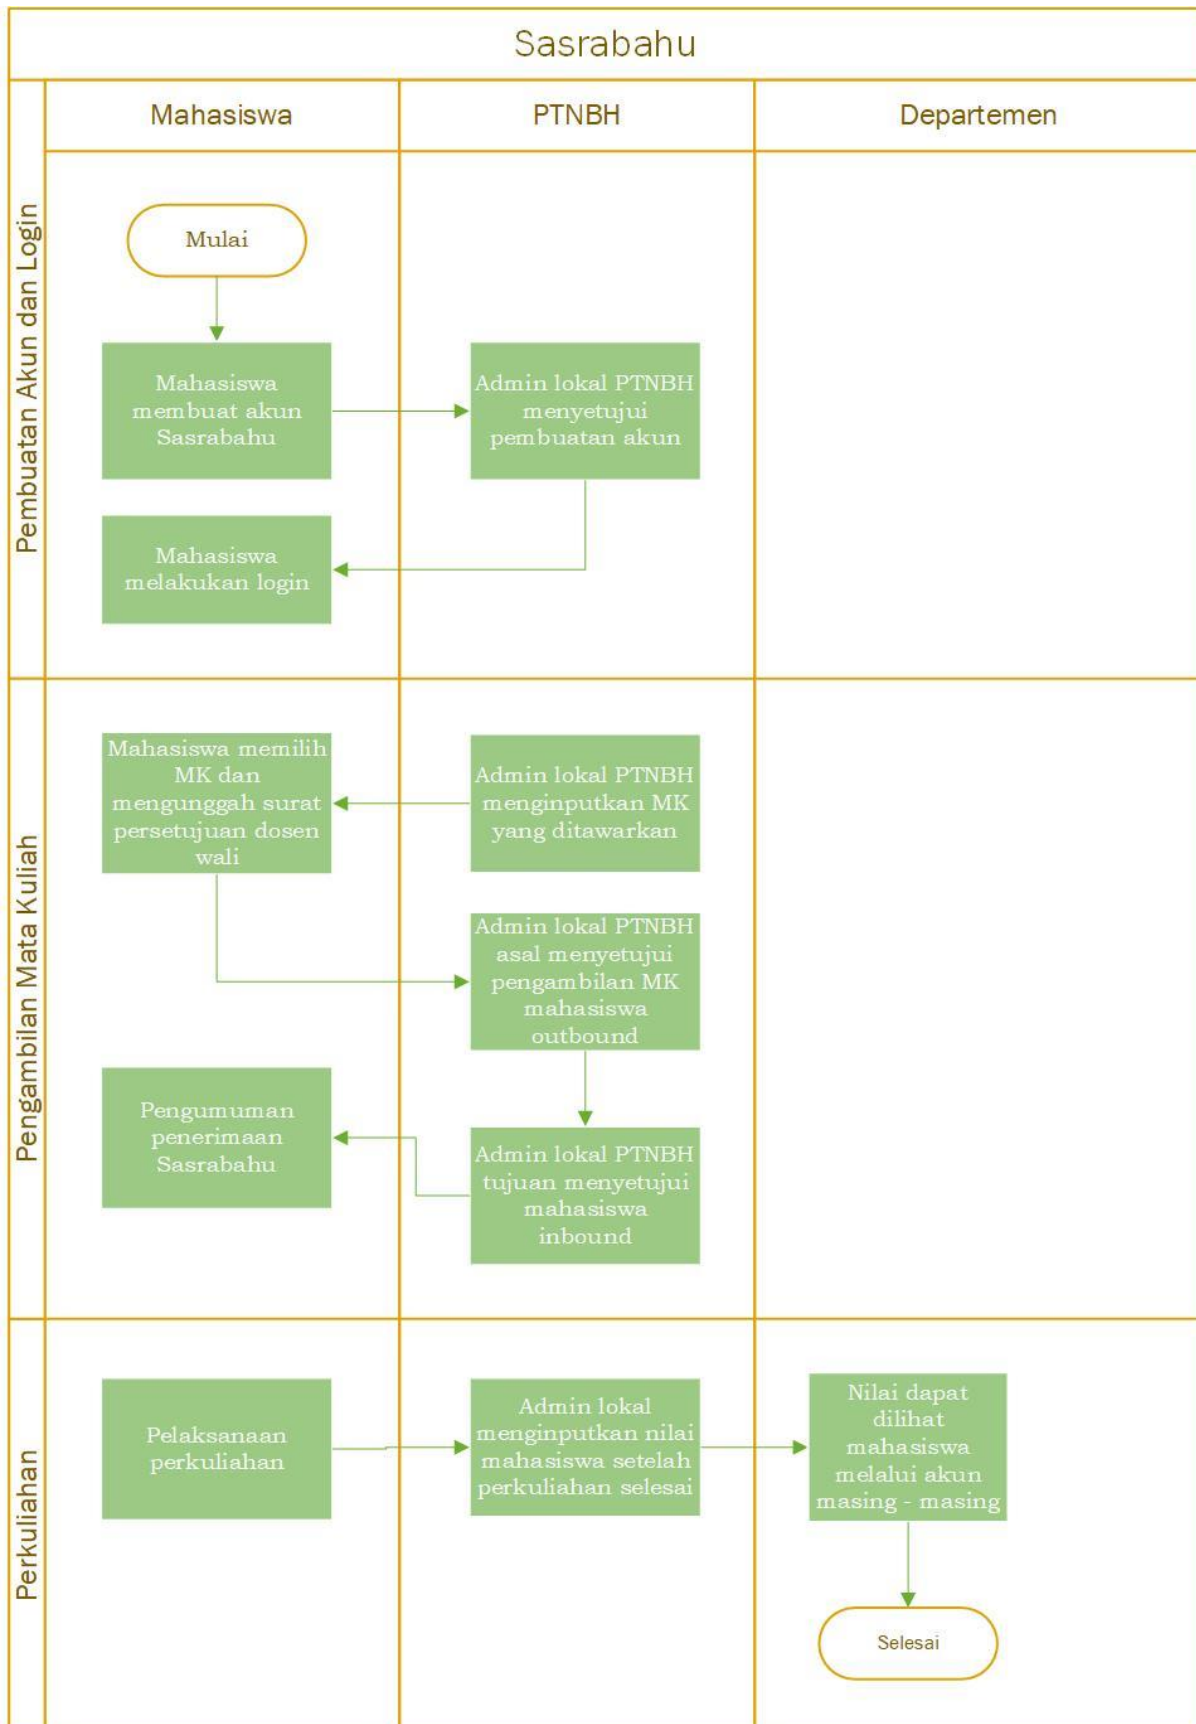 Sasrabahu
Mahasiswa
PTNBH
Departemen
Pembuatan Akun dan Login
Mulai
Mahasiswa
membuat akun
Sasrabahu
Admin lokal PTNBH
menyetujui
pembuatan akun
Mahasiswa
melakukan login
Pengambilan Mata Kuliah
Mahasiswa memilih
MK dan
mengunggah surat
persetujuan dosen
wali
Admin lokal PTNBH
menginputkan MK
yang ditawarkan
Admin lokal PTNBH
asal menyetujui
pengambilan MK
mahasiswa
outbound
Pengumuman
penerimaan
Sasrabahu
Admin lokal PTNBH
tujuan menyetujui
mahasiswa
inbound
Perkuliahan
Pelaksanaan
perkuliahan
Admin lokal
menginputkan nilai
mahasiswa setelah
perkuliahan selesai
Nilai dapat
dilihat
mahasiswa
melalui akun
masing - masing
Selesai